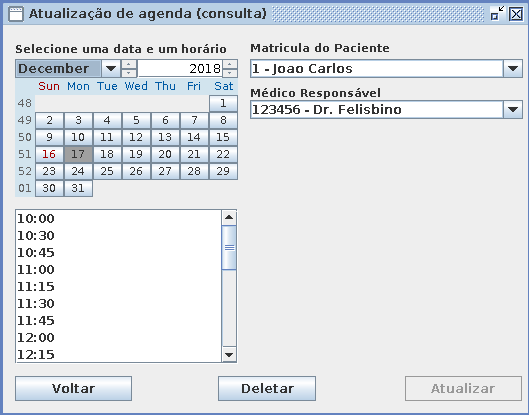 Atualização de agenda (consulta)
Selecione uma data e um horário
December 2018
Sun Mon Tue Wed Thu Fri Sat
48 1
49 2 3 4 5 6 7 8
50 9 10 11 12 13 14 15
51 16 17 18 19 20 21 22
52 23 24 25 26 27 28 29
01 30 31
10:00
10:30
10:45
11:00
11:15
11:30
11:45
12:00
12:15
Matricula do Paciente
1 - Joao Carlos
Médico Responsável
123456 - Dr. Felisbino
Voltar Deletar Atualizar